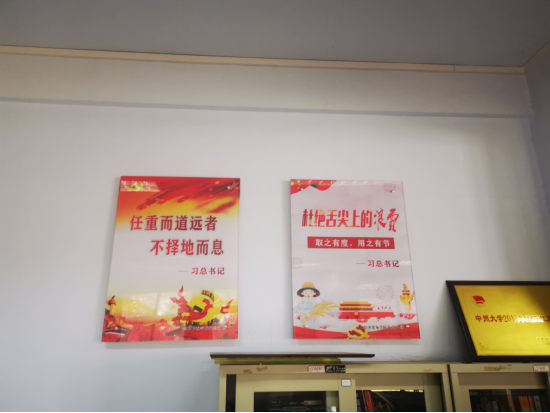 任重而道远者
不择地而息
——习总书记
杜绝舌尖上的浪费
取之有度，用之有节
——习总书记